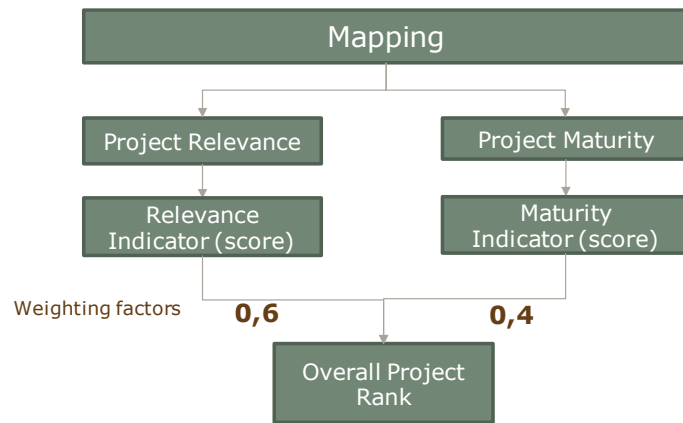 Mapping
Project Relevance
Project Maturity
Relevance
Indicator (score)
Maturity
Indicator (score)
Weighting factors
0,6
0,4
Overall Project
Rank